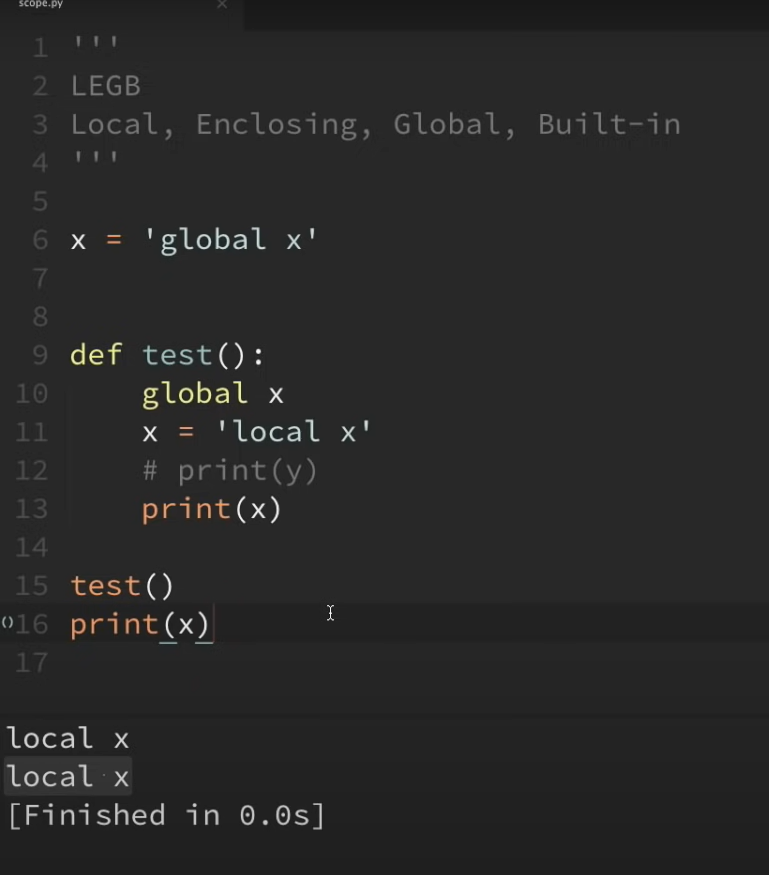 scope.py
1 '''
2 LEGB
3 Local, Enclosing, Global, Built-in
4 '''
5
6 x = 'global x'
7
8
9 def test():
10     global x
11     x = 'local x'
12     # print(y)
13     print(x)
14
15 test()
16 print(x)
17
local x
local x
[Finished in 0.0s]